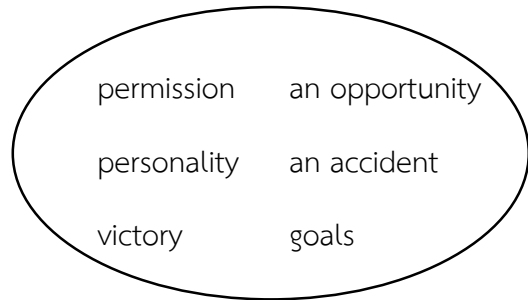 permission an opportunity
personality an accident
victory goals